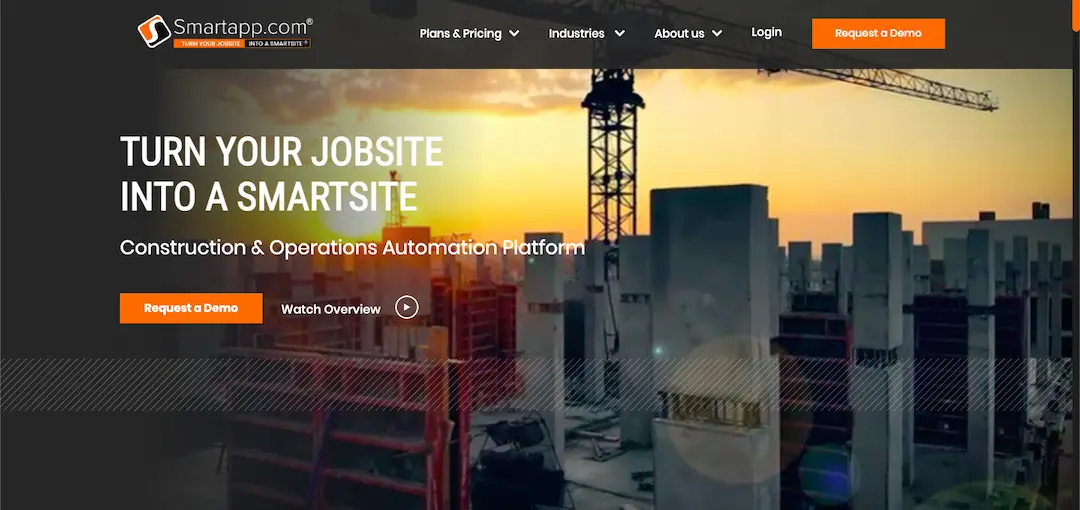 Smartapp.com®
TURN YOUR JOBSITE INTO A SMARTSITE
Plans & Pricing
Industries
About us
Login
Request a Demo
TURN YOUR JOBSITE
INTO A SMARTSITE
Construction & Operations Automation Platform
Request a Demo
Watch Overview